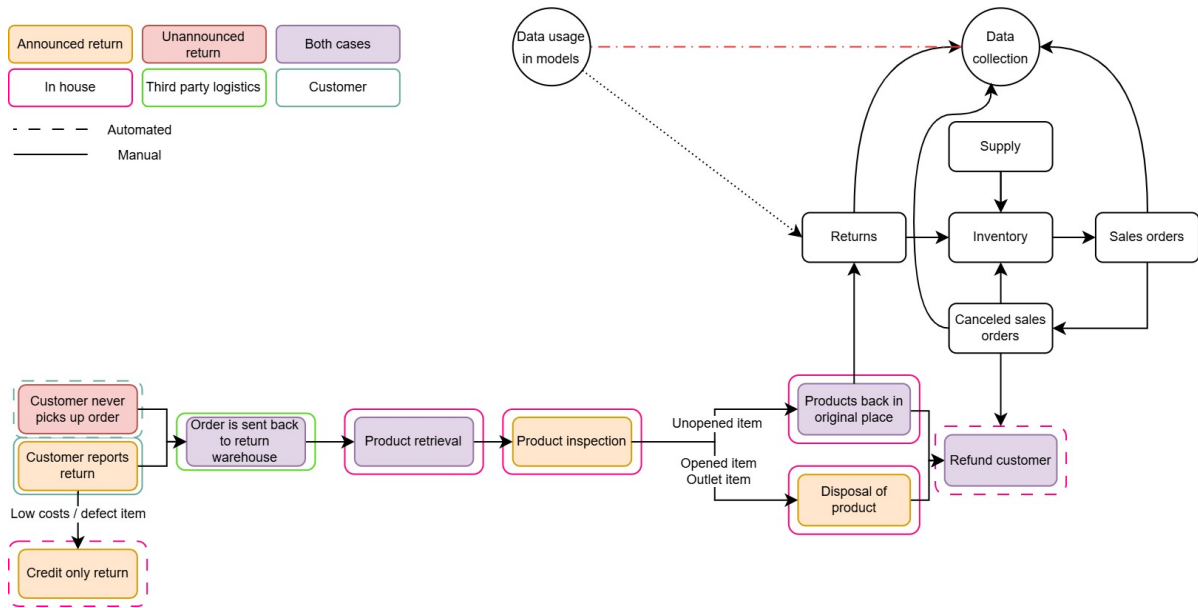 Announced return
Unannounced
return
Both cases
In house
Third party logistics
Customer
Automated
Manual
Data usage
in models
Data
collection
Supply
Returns
Inventory
Sales orders
Canceled sales
orders
Customer never
picks up order
Order is sent back
to return
warehouse
Customer reports
return
Product retrieval
Product inspection
Unopened item
Opened item
Outlet item
Products back in
original place
Disposal of
product
Refund customer
Low costs / defect item
Credit only return